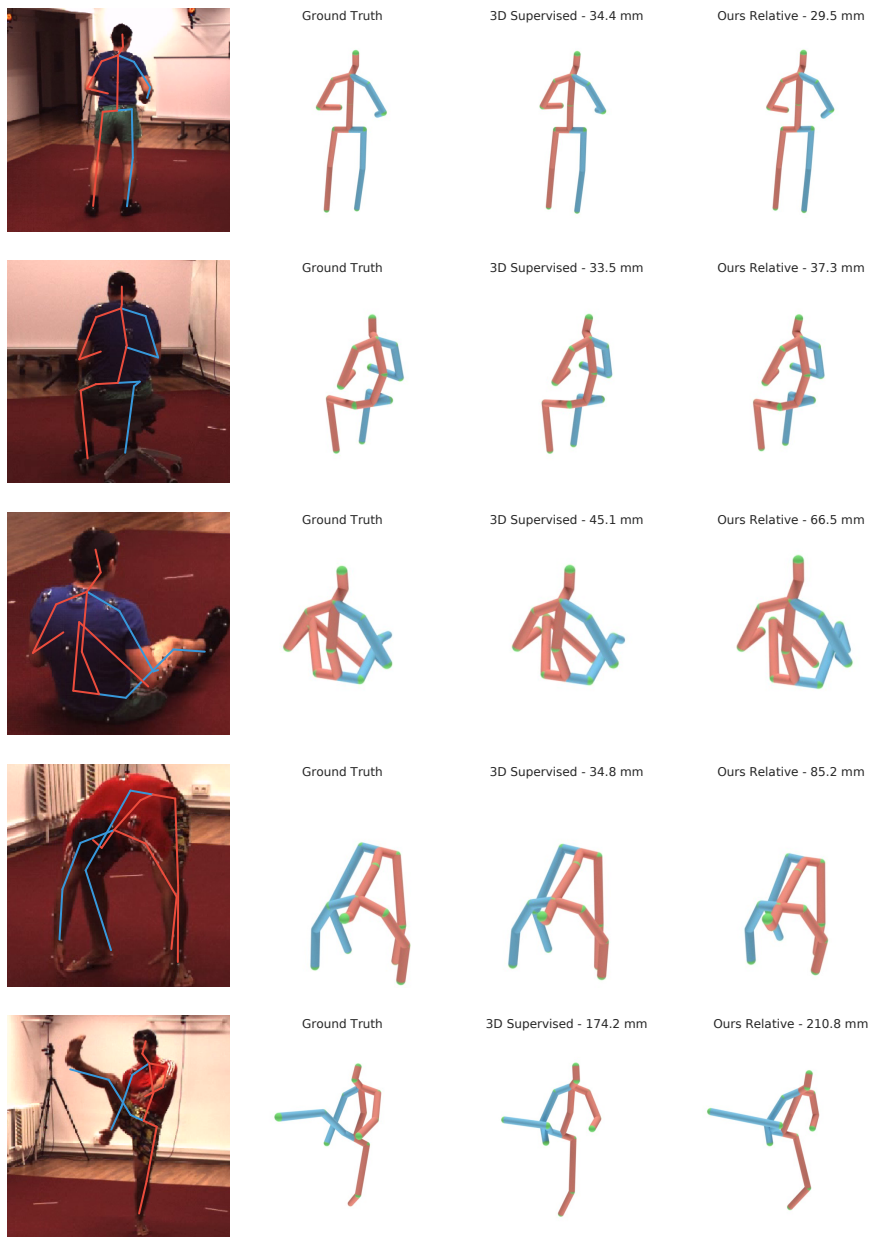 Ground Truth
3D Supervised - 34.4 mm
Ours Relative - 29.5 mm
Ground Truth
3D Supervised - 33.5 mm
Ours Relative - 37.3 mm
Ground Truth
3D Supervised - 45.1 mm
Ours Relative - 66.5 mm
Ground Truth
3D Supervised - 34.8 mm
Ours Relative - 85.2 mm
Ground Truth
3D Supervised - 174.2 mm
Ours Relative - 210.8 mm